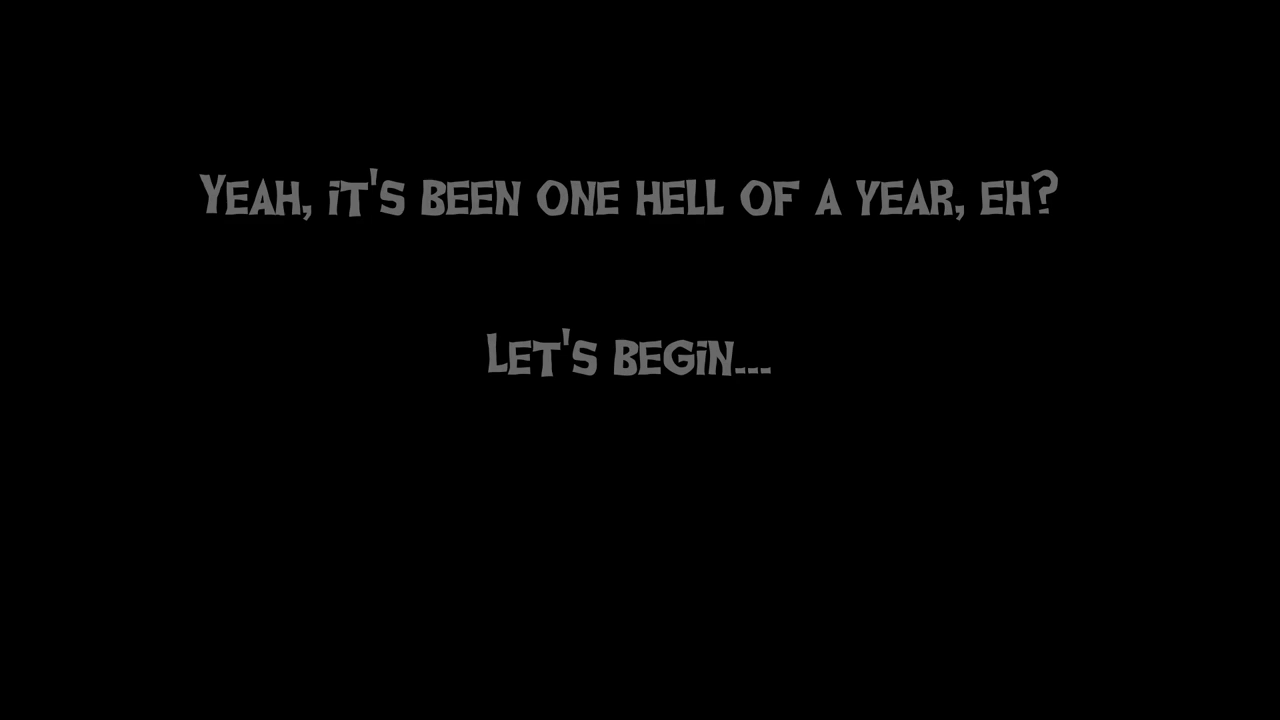 Yeah, it's been one hell of a year, eh?
Let's begin...